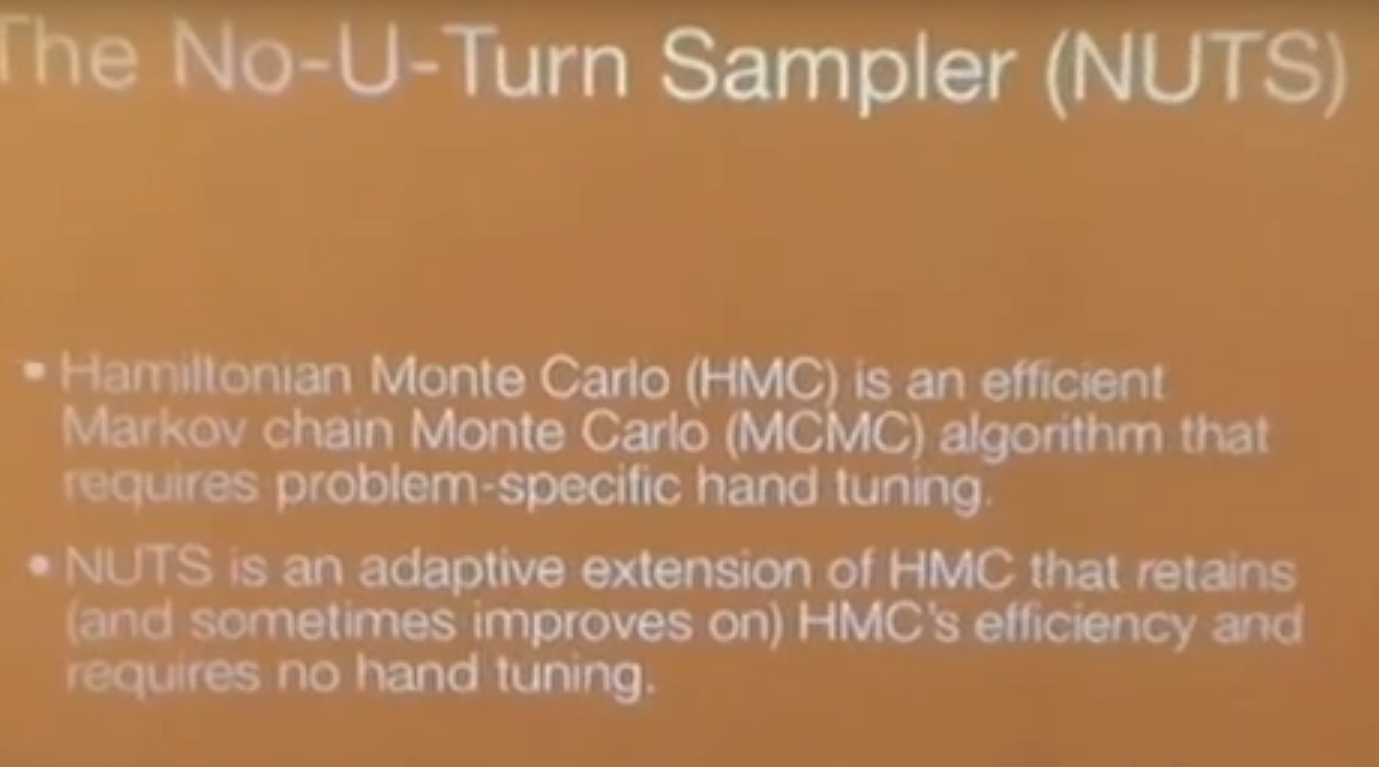 The No-U-Turn Sampler (NUTS)
• Hamiltonian Monte Carlo (HMC) is an efficient
Markov chain Monte Carlo (MCMC) algorithm that
requires problem-specific hand tuning.
• NUTS is an adaptive extension of HMC that retains
(and sometimes improves on) HMC's efficiency and
requires no hand tuning.